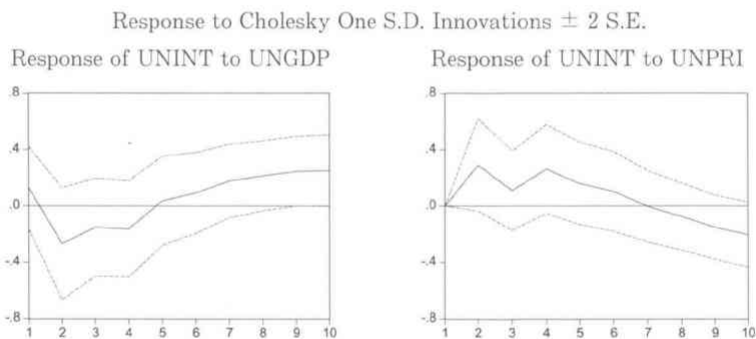 Response to Cholesky One S.D. Innovations ± 2 S.E.
Response of UNINT to UNGDP
Response of UNINT to UNPRI
.8
.4
.0
-.4
-.8
1 2 3 4 5 6 7 8 9 10
.8
.4
.0
-.4
-.8
1 2 3 4 5 6 7 8 9 10